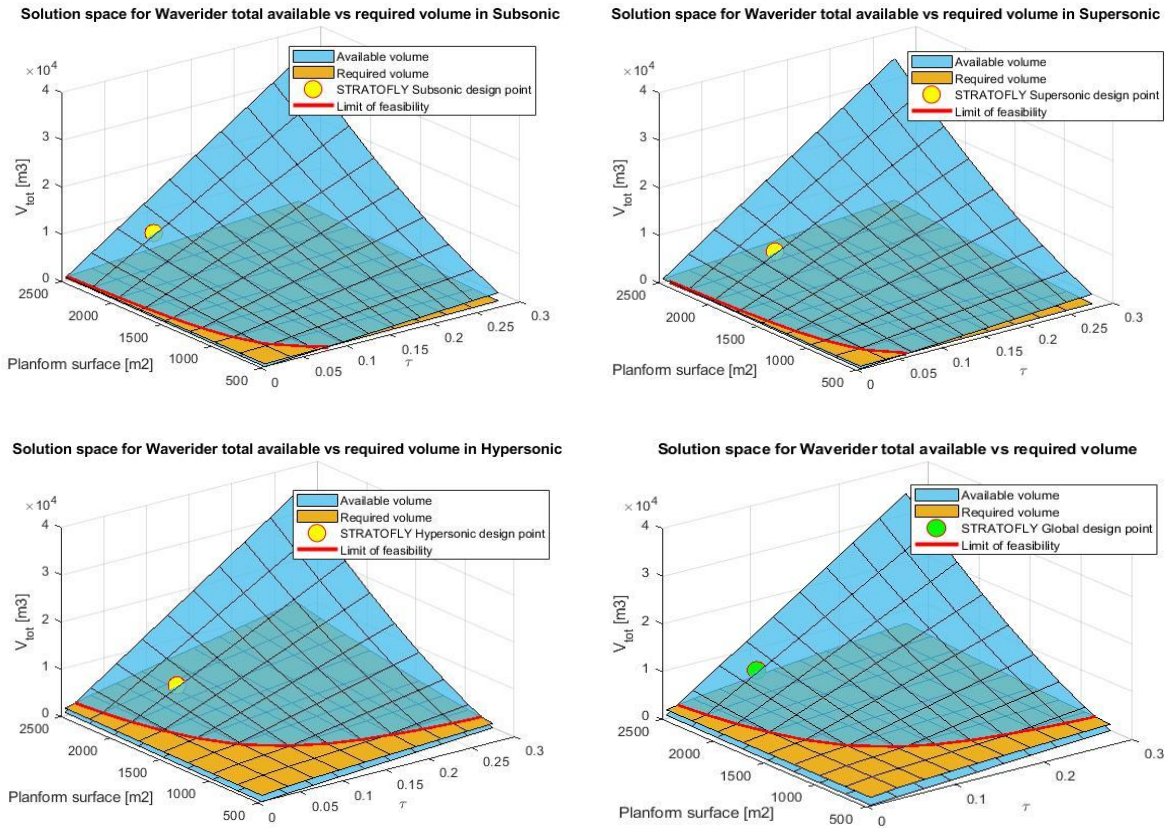 Solution space for Waverider total available vs required volume in Subsonic
Available volume
Required volume
STRATOFLY Subsonic design point
Limit of feasibility
×10⁴
4
3
2
1
0
V_tot [m3]
2500
2000
1500
1000
500
Planform surface [m2]
0
0.05
0.1
0.15
0.2
0.25
0.3
τ
Solution space for Waverider total available vs required volume in Supersonic
Available volume
Required volume
STRATOFLY Supersonic design point
Limit of feasibility
×10⁴
4
3
2
1
0
V_tot [m3]
2500
2000
1500
1000
500
Planform surface [m2]
0
0.05
0.1
0.15
0.2
0.25
0.3
τ
Solution space for Waverider total available vs required volume in Hypersonic
Available volume
Required volume
STRATOFLY Hypersonic design point
Limit of feasibility
×10⁴
4
3
2
1
0
V_tot [m3]
2500
2000
1500
1000
500
Planform surface [m2]
0
0.05
0.1
0.15
0.2
0.25
0.3
τ
Solution space for Waverider total available vs required volume
Available volume
Required volume
STRATOFLY Global design point
Limit of feasibility
×10⁴
4
3
2
1
0
V_tot [m3]
2500
2000
1500
1000
500
Planform surface [m2]
0
0.1
0.2
0.3
τ